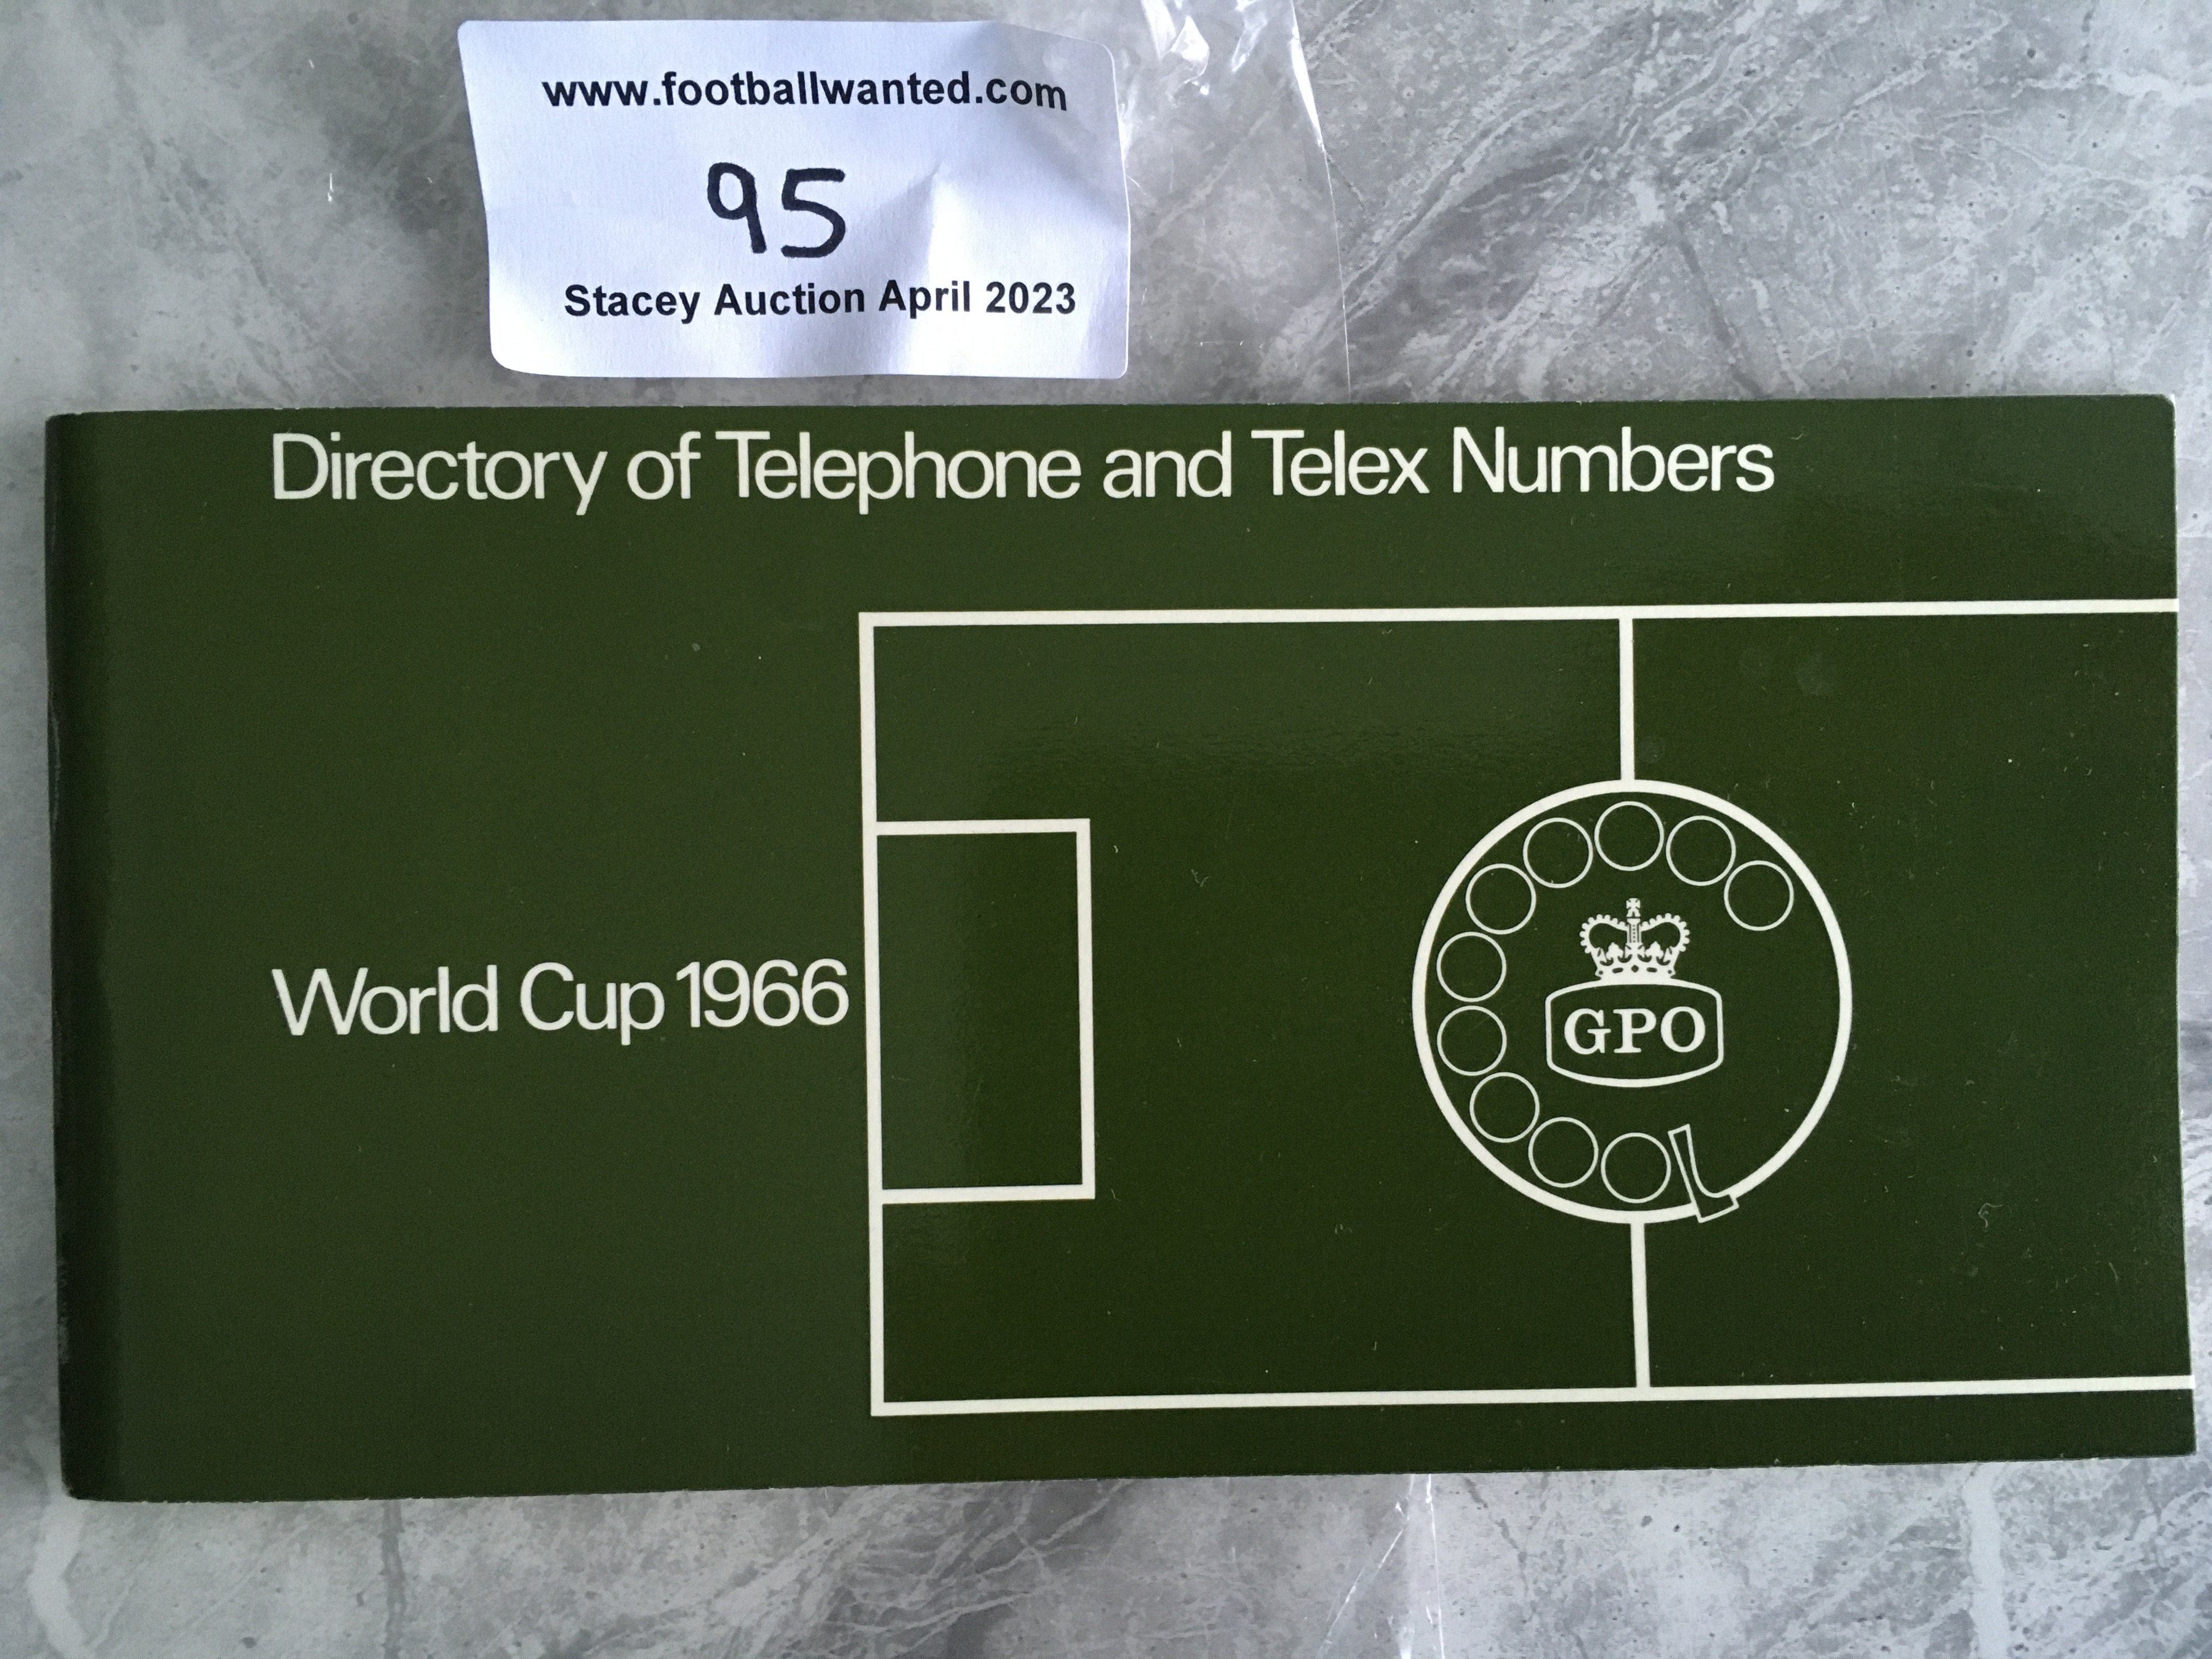 www.footballwanted.com
95
Stacey Auction April 2023
Directory of Telephone and Telex Numbers
World Cup 1966
GPO